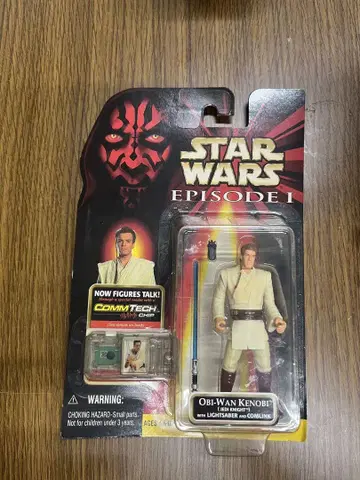 STAR
WARS
EPISODE I
NOW FIGURES TALK!
COMMTECH
CHIP
OBI-WAN KENOBI
(JEDI KNIGHT)
WITH LIGHTSABER AND COMLINK
WARNING:
CHOKING HAZARD-Small parts.
Not for children under 3 years.